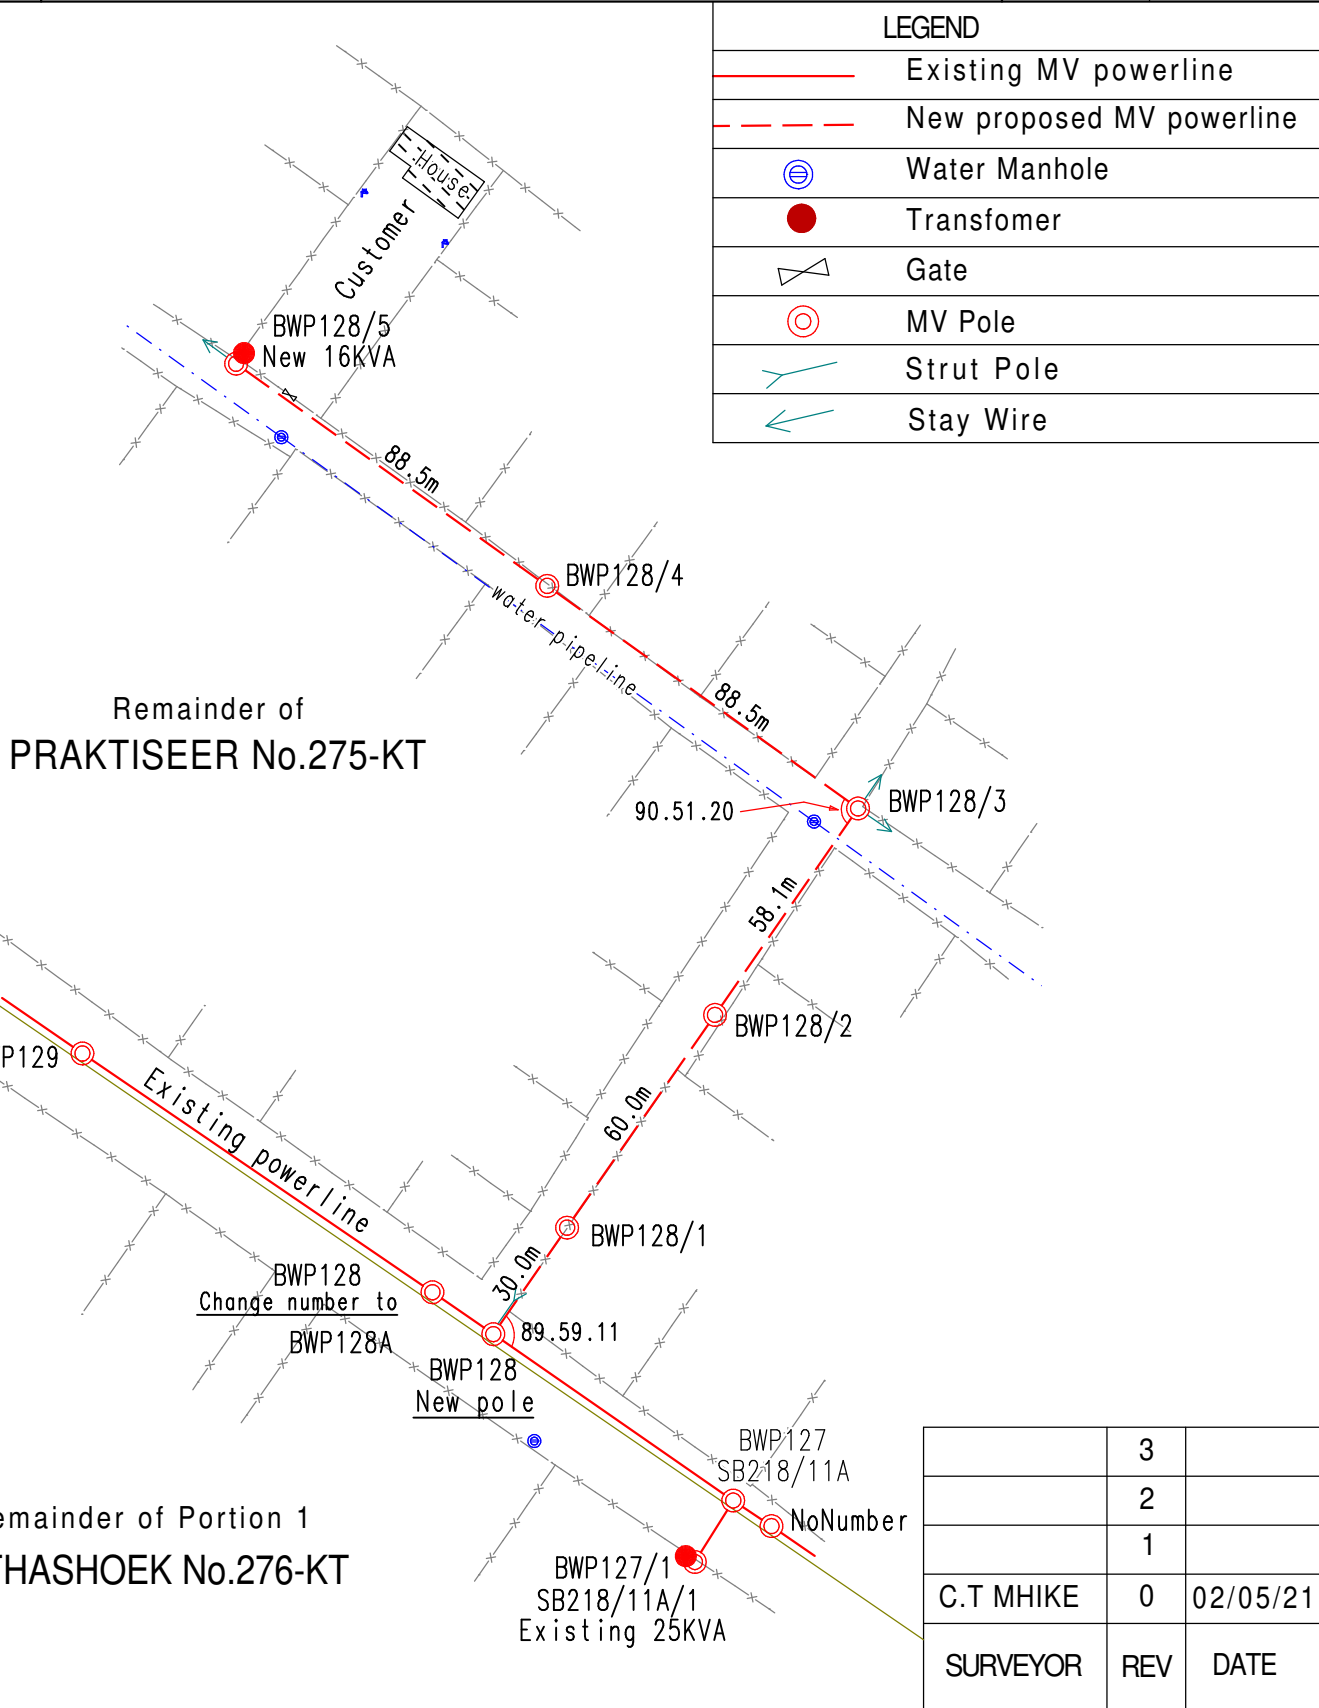 LEGEND
Existing MV powerline
New proposed MV powerline
Water Manhole
Transfomer
Gate
MV Pole
Strut Pole
Stay Wire
House
Customer
BWP128/5
New 16KVA
88.5m
BWP128/4
water pipeline
88.5m
Remainder of
PRAKTISEER No.275-KT
90.51.20
BWP128/3
58.1m
BWP128/2
P129
Existing powerline
60.0m
BWP128/1
30.0m
BWP128
Change number to
BWP128A
89.59.11
BWP128
New pole
BWP127
SB218/11A
NoNumber
emainder of Portion 1
THASHOEK No.276-KT
BWP127/1
SB218/11A/1
Existing 25KVA
3
2
1
C.T MHIKE 0 02/05/21
SURVEYOR REV DATE